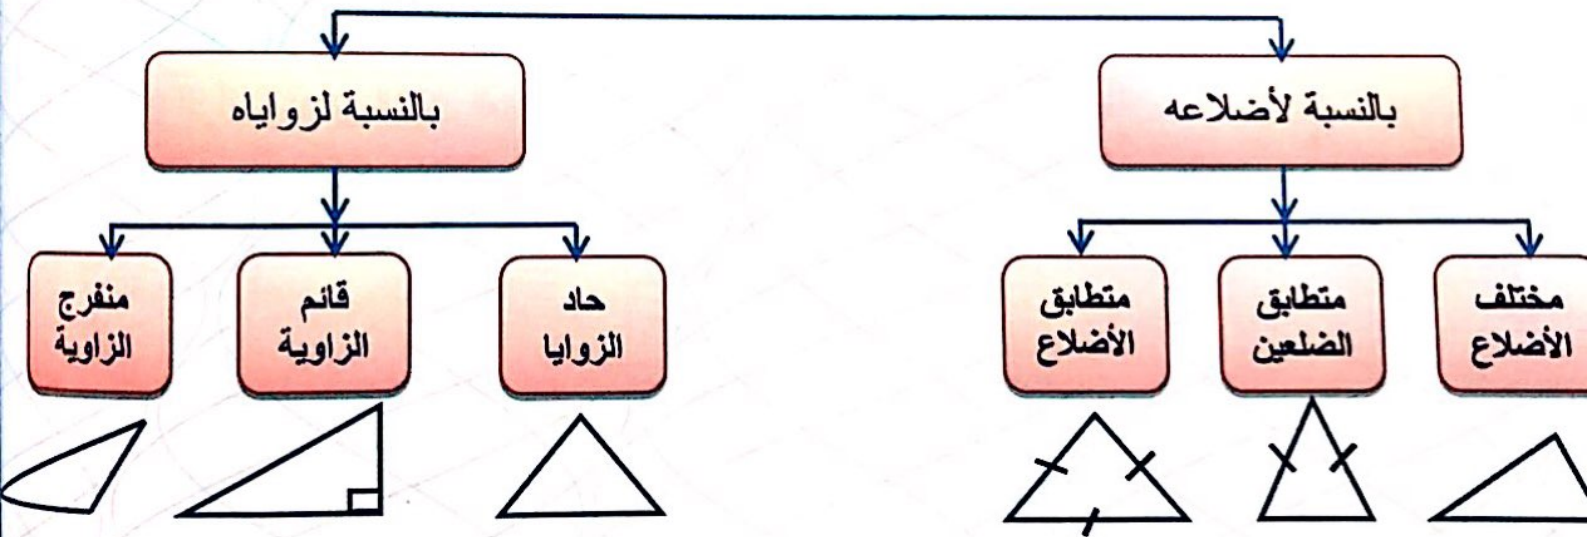 بالنسبة لأضلاعه
بالنسبة لزواياه
مختلف
الأضلاع
متطابق
الضلعين
متطابق
الأضلاع
حاد
الزوايا
قائم
الزاوية
منفرج
الزاوية